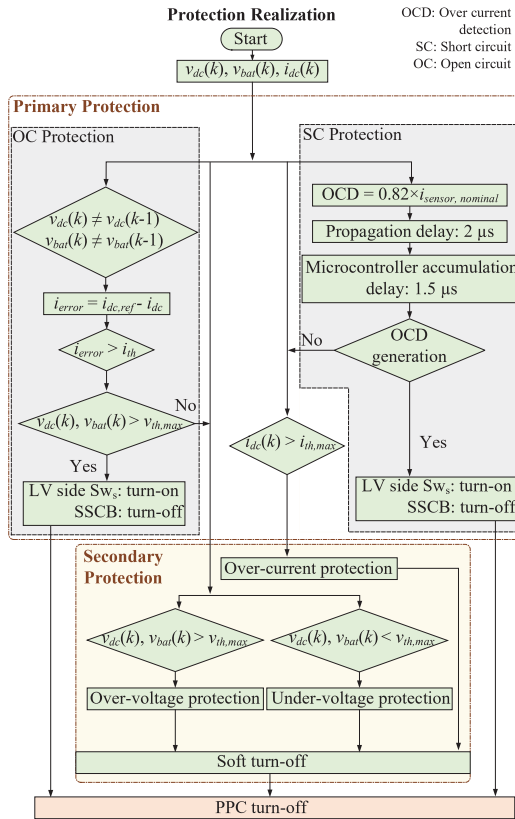 Protection Realization
OCD: Over current
detection
SC: Short circuit
OC: Open circuit
Start
v_dc(k), v_bat(k), i_dc(k)
Primary Protection
OC Protection
SC Protection
v_dc(k) ≠ v_dc(k-1)
v_bat(k) ≠ v_bat(k-1)
i_error = i_dc,ref - i_dc
i_error > i_th
v_dc(k), v_bat(k) > v_th,max
No
Yes
LV side Sw_s: turn-on
SSCB: turn-off
OCD = 0.82×i_sensor, nominal
Propagation delay: 2 µs
Microcontroller accumulation
delay: 1.5 µs
OCD
generation
No
Yes
i_dc(k) > i_th,max
LV side Sw_s: turn-on
SSCB: turn-off
Secondary
Protection
Over-current protection
v_dc(k), v_bat(k) > v_th,max
v_dc(k), v_bat(k) < v_th,max
Over-voltage protection
Under-voltage protection
Soft turn-off
PPC turn-off